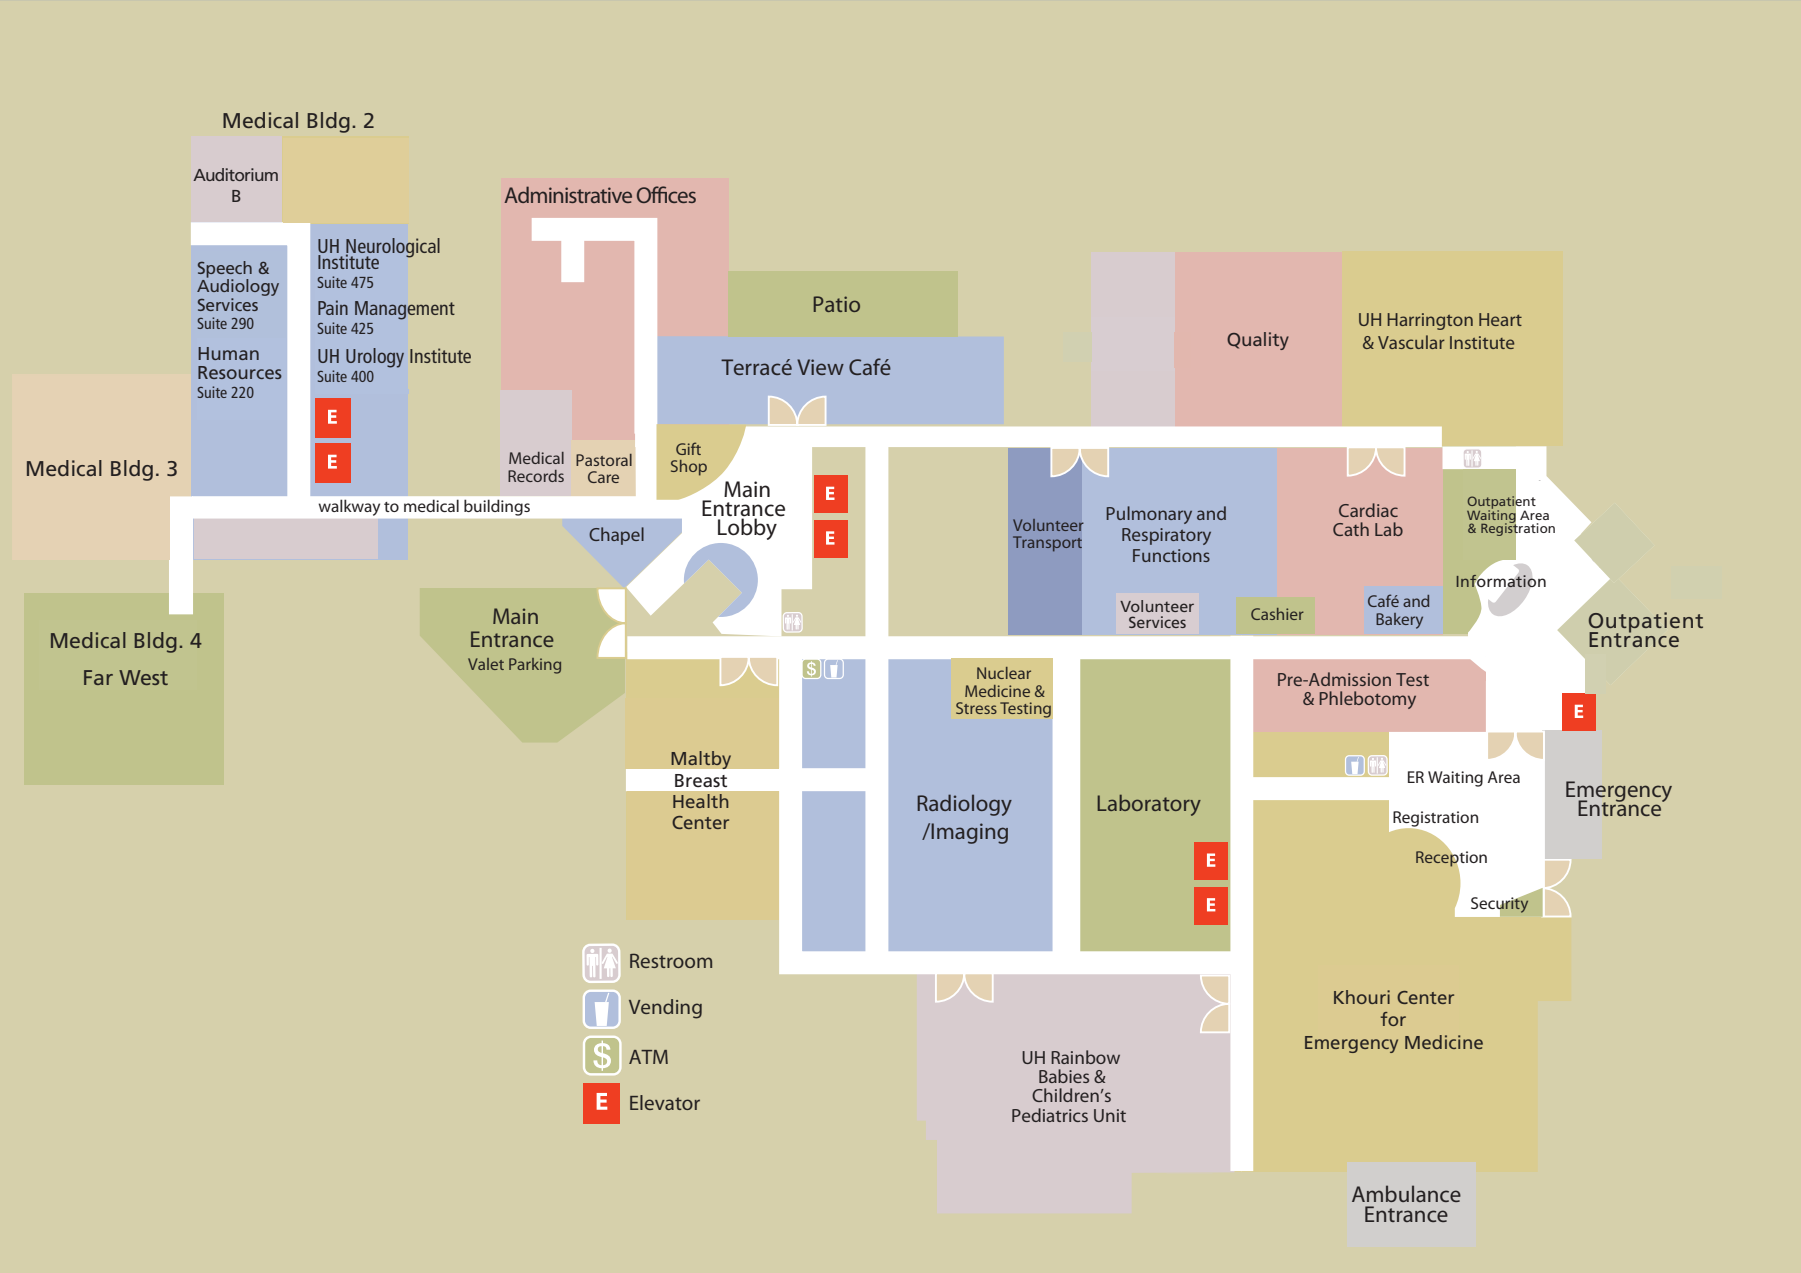 Medical Bldg. 2
Auditorium
B
UH Neurological
Institute
Suite 475
Pain Management
Suite 425
UH Urology Institute
Suite 400
Speech &
Audiology
Services
Suite 290
Human
Resources
Suite 220
E
E
Medical Bldg. 3
walkway to medical buildings
Medical Bldg. 4
Far West
Administrative Offices
Medical
Records
Pastoral
Care
Gift
Shop
Chapel
Patio
Terracé View Café
Main
Entrance
Lobby
E
E
Main
Entrance
Valet Parking
Quality
UH Harrington Heart
& Vascular Institute
Volunteer
Transport
Pulmonary and
Respiratory
Functions
Volunteer
Services
Cashier
Cardiac
Cath Lab
Café and
Bakery
Outpatient
Waiting Area
& Registration
Information
Outpatient
Entrance
$
Maltby
Breast
Health
Center
Nuclear
Medicine &
Stress Testing
Radiology
/Imaging
Laboratory
E
E
Pre-Admission Test
& Phlebotomy
E
ER Waiting Area
Registration
Reception
Security
Emergency
Entrance
Khouri Center
for
Emergency Medicine
UH Rainbow
Babies &
Children's
Pediatrics Unit
Ambulance
Entrance
Restroom
Vending
$ ATM
E Elevator